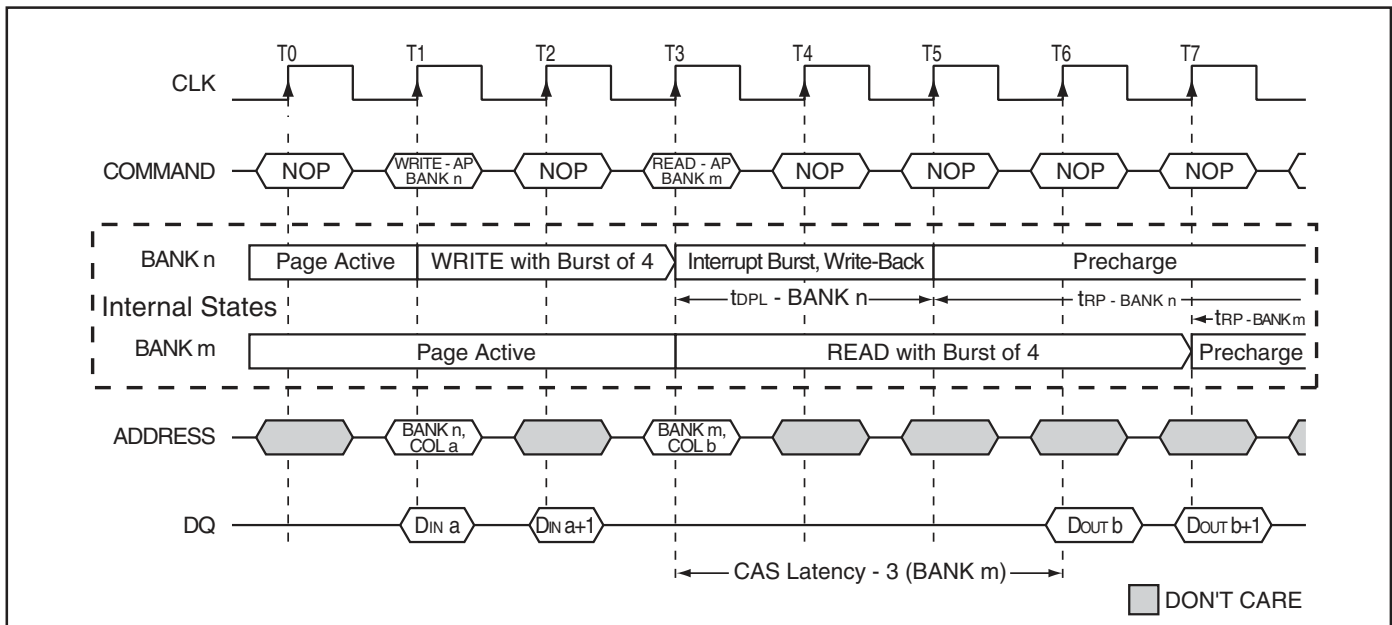 T0 T1 T2 T3 T4 T5 T6 T7
CLK
COMMAND NOP WRITE - AP BANK n NOP READ - AP BANK m NOP NOP NOP NOP
BANK n Page Active WRITE with Burst of 4 Interrupt Burst, Write-Back Precharge
Internal States tDPL - BANK n tRP - BANK n
tRP - BANK m
BANK m Page Active READ with Burst of 4 Precharge
ADDRESS BANK n, COL a BANK m, COL b
DQ DIN a DIN a+1 DOUT b DOUT b+1
CAS Latency - 3 (BANK m)
DON'T CARE